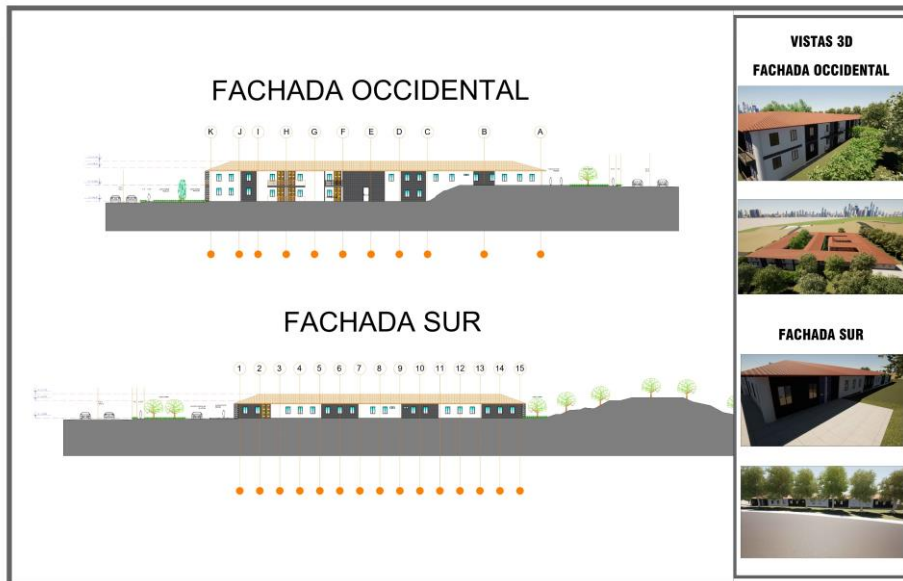 FACHADA OCCIDENTAL
K J I H G F E D C B A
FACHADA SUR
1 2 3 4 5 6 7 8 9 10 11 12 13 14 15
VISTAS 3D
FACHADA OCCIDENTAL
FACHADA SUR